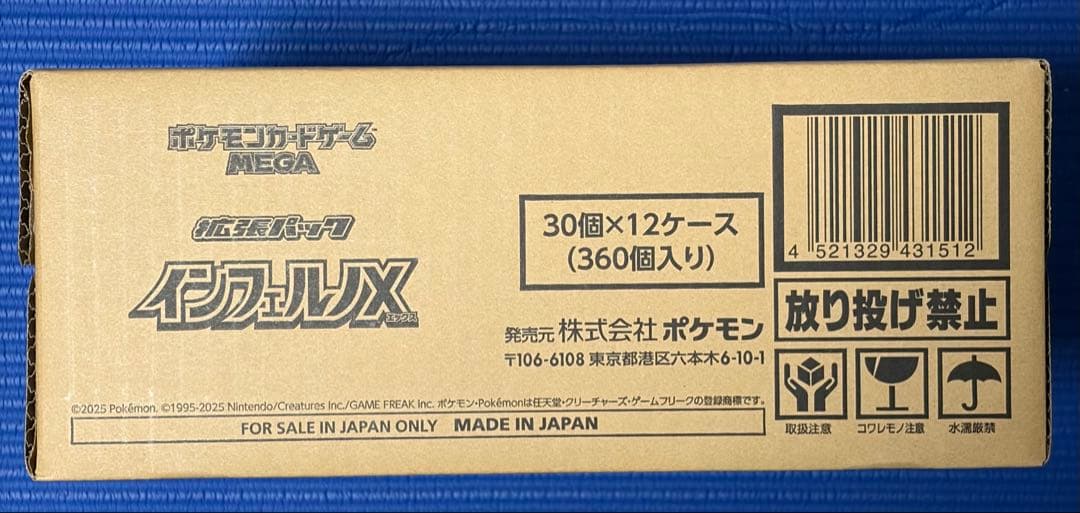 ポケモンカードゲーム
MEGA
拡張パック
インフェルノX
エックス
30個×12ケース
(360個入り)
発売元 株式会社 ポケモン
〒106-6108 東京都港区六本木6-10-1
4 521329 431512
放り投げ禁止
取扱注意 コワレモノ注意 水濡厳禁
©2025 Pokémon. ©1995-2025 Nintendo/Creatures Inc./GAME FREAK inc. ポケモン・Pokémonは任天堂・クリーチャーズ・ゲームフリークの登録商標です。
FOR SALE IN JAPAN ONLY MADE IN JAPAN